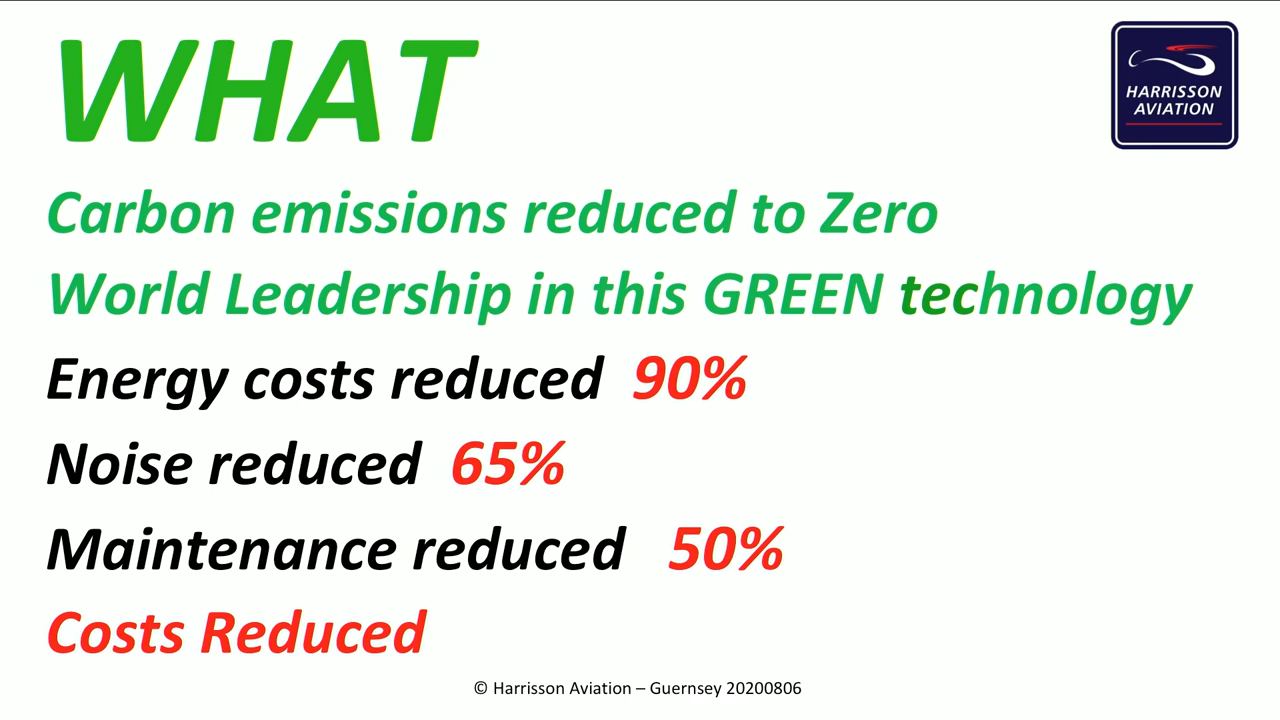 WHAT
HARRISSON
AVIATION
Carbon emissions reduced to Zero
World Leadership in this GREEN technology
Energy costs reduced 90%
Noise reduced 65%
Maintenance reduced 50%
Costs Reduced
© Harrisson Aviation – Guernsey 20200806